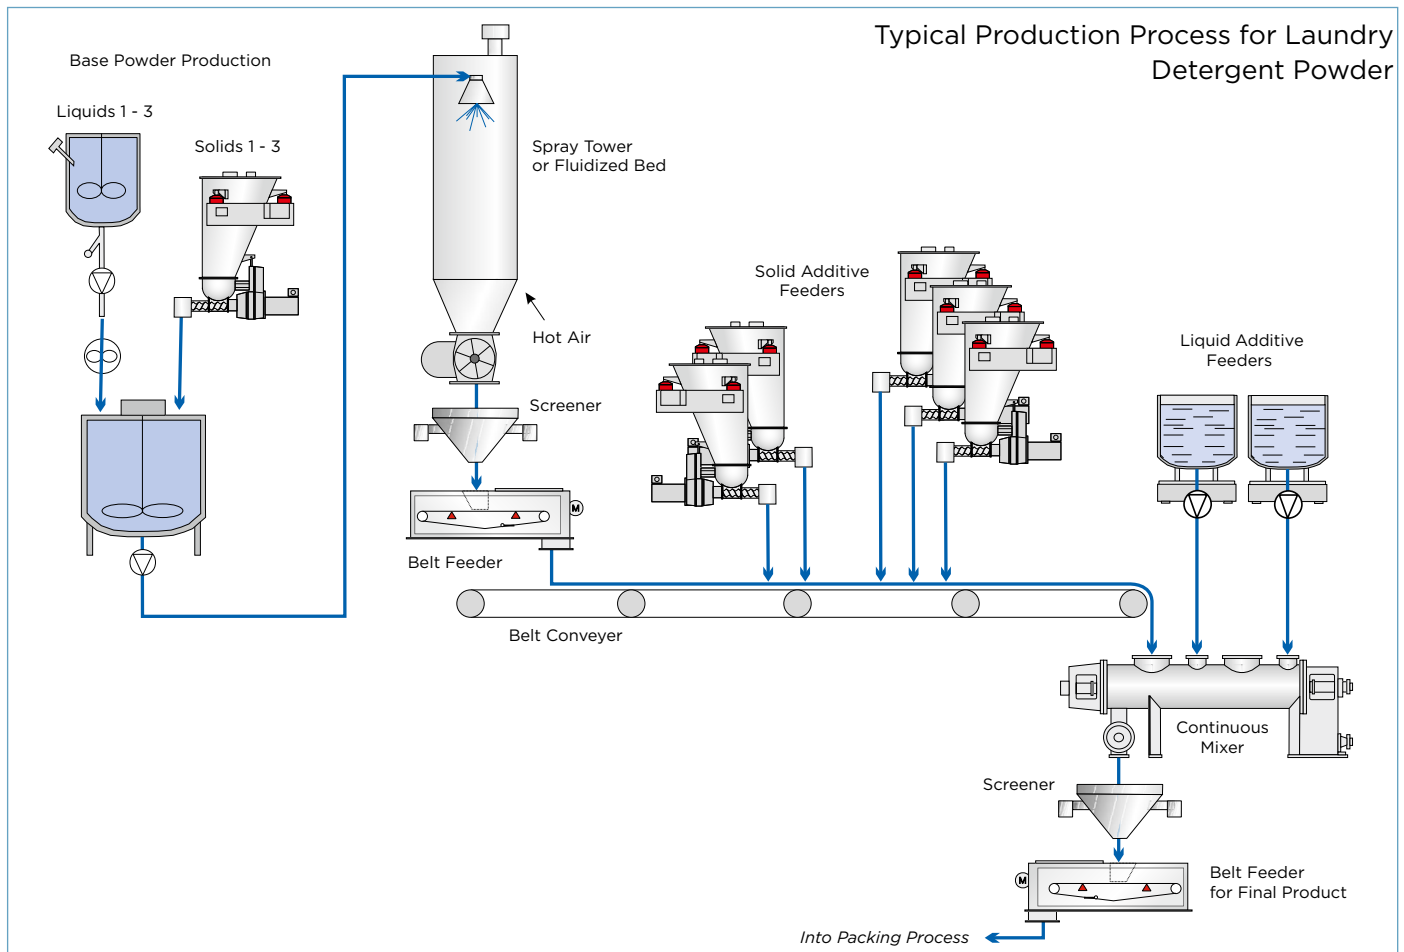 Typical Production Process for Laundry
Detergent Powder
Base Powder Production
Liquids 1 - 3
Solids 1 - 3
Spray Tower
or Fluidized Bed
Hot Air
Screener
M
Belt Feeder
Solid Additive
Feeders
Liquid Additive
Feeders
Belt Conveyer
Continuous
Mixer
Screener
M
Belt Feeder
for Final Product
Into Packing Process